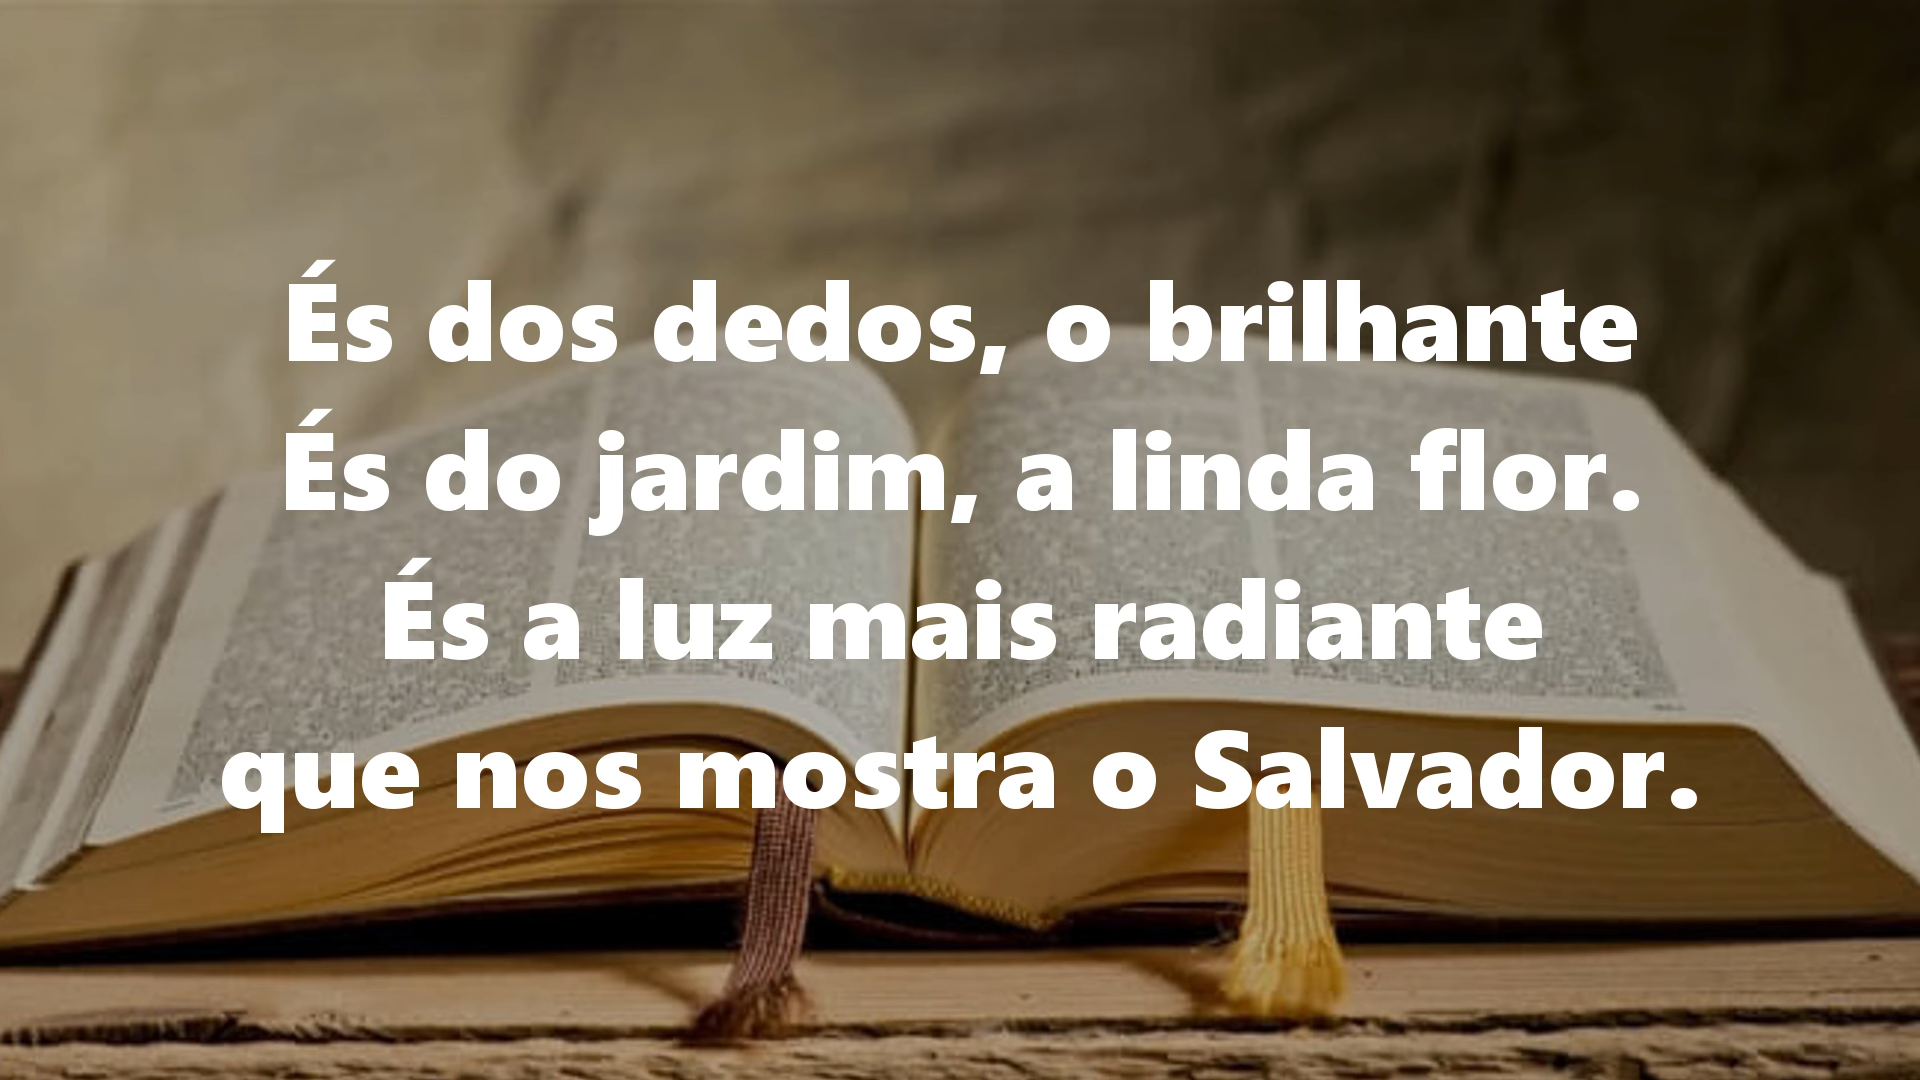 És dos dedos, o brilhante
És do jardim, a linda flor.
És a luz mais radiante
que nos mostra o Salvador.